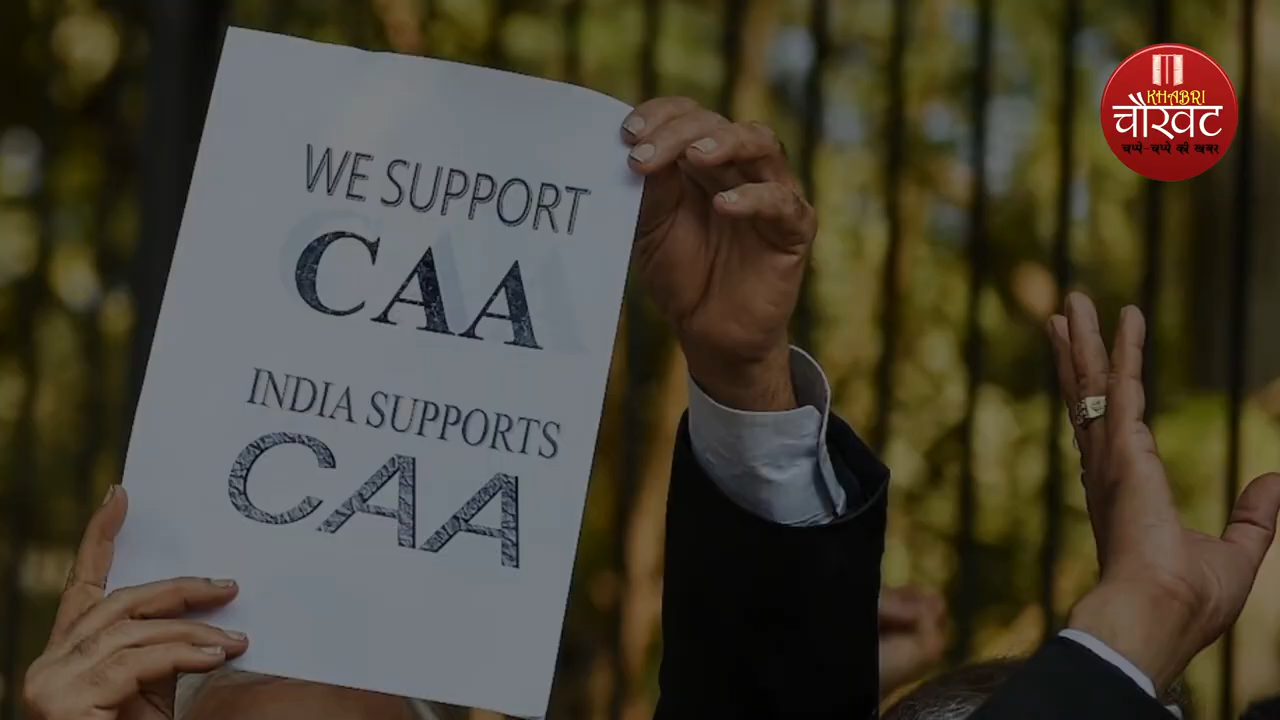 WE SUPPORT
CAA
INDIA SUPPORTS
CAA
KHABRI
चौखट
चप्पे-चप्पे की खबर